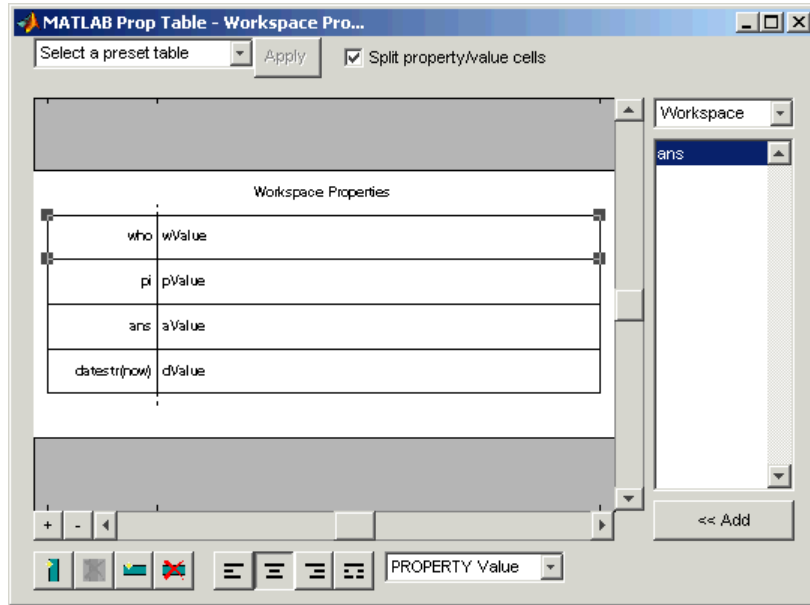 MATLAB Prop Table - Workspace Pro...
Select a preset table
Apply
Split property/value cells
Workspace
ans
Workspace Properties
who wValue
pi pValue
ans aValue
datestr(now) dValue
+ -
<< Add
PROPERTY Value